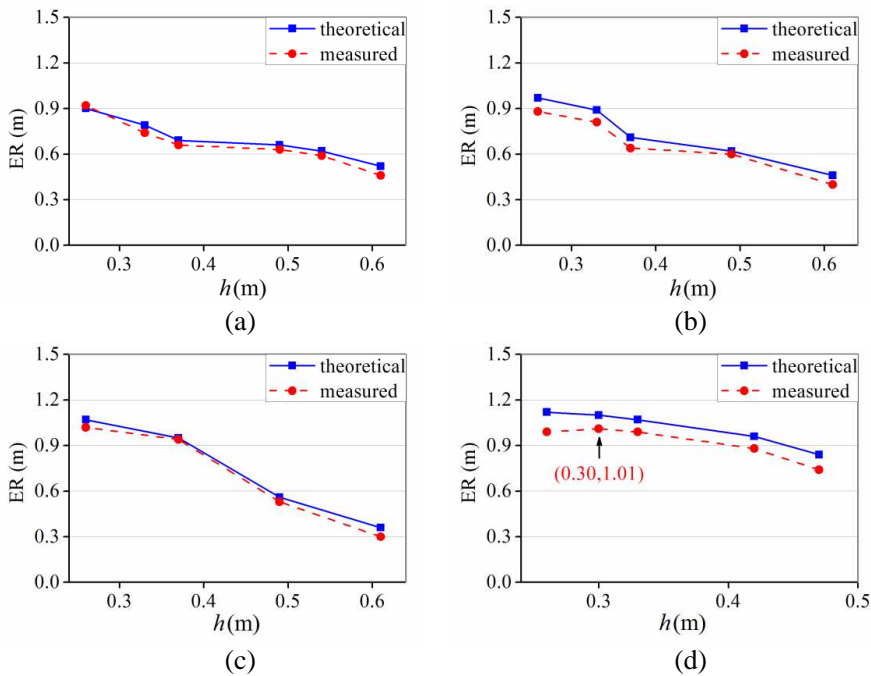 1.5
1.2
0.9
0.6
0.3
0.0
ER (m)
theoretical
measured
0.3 0.4 0.5 0.6
h(m)
(a)
1.5
1.2
0.9
0.6
0.3
0.0
ER (m)
theoretical
measured
0.3 0.4 0.5 0.6
h(m)
(b)
1.5
1.2
0.9
0.6
0.3
0.0
ER (m)
theoretical
measured
0.3 0.4 0.5 0.6
h(m)
(c)
1.5
1.2
0.9
0.6
0.3
0.0
ER (m)
theoretical
measured
(0.30,1.01)
0.3 0.4 0.5
h(m)
(d)